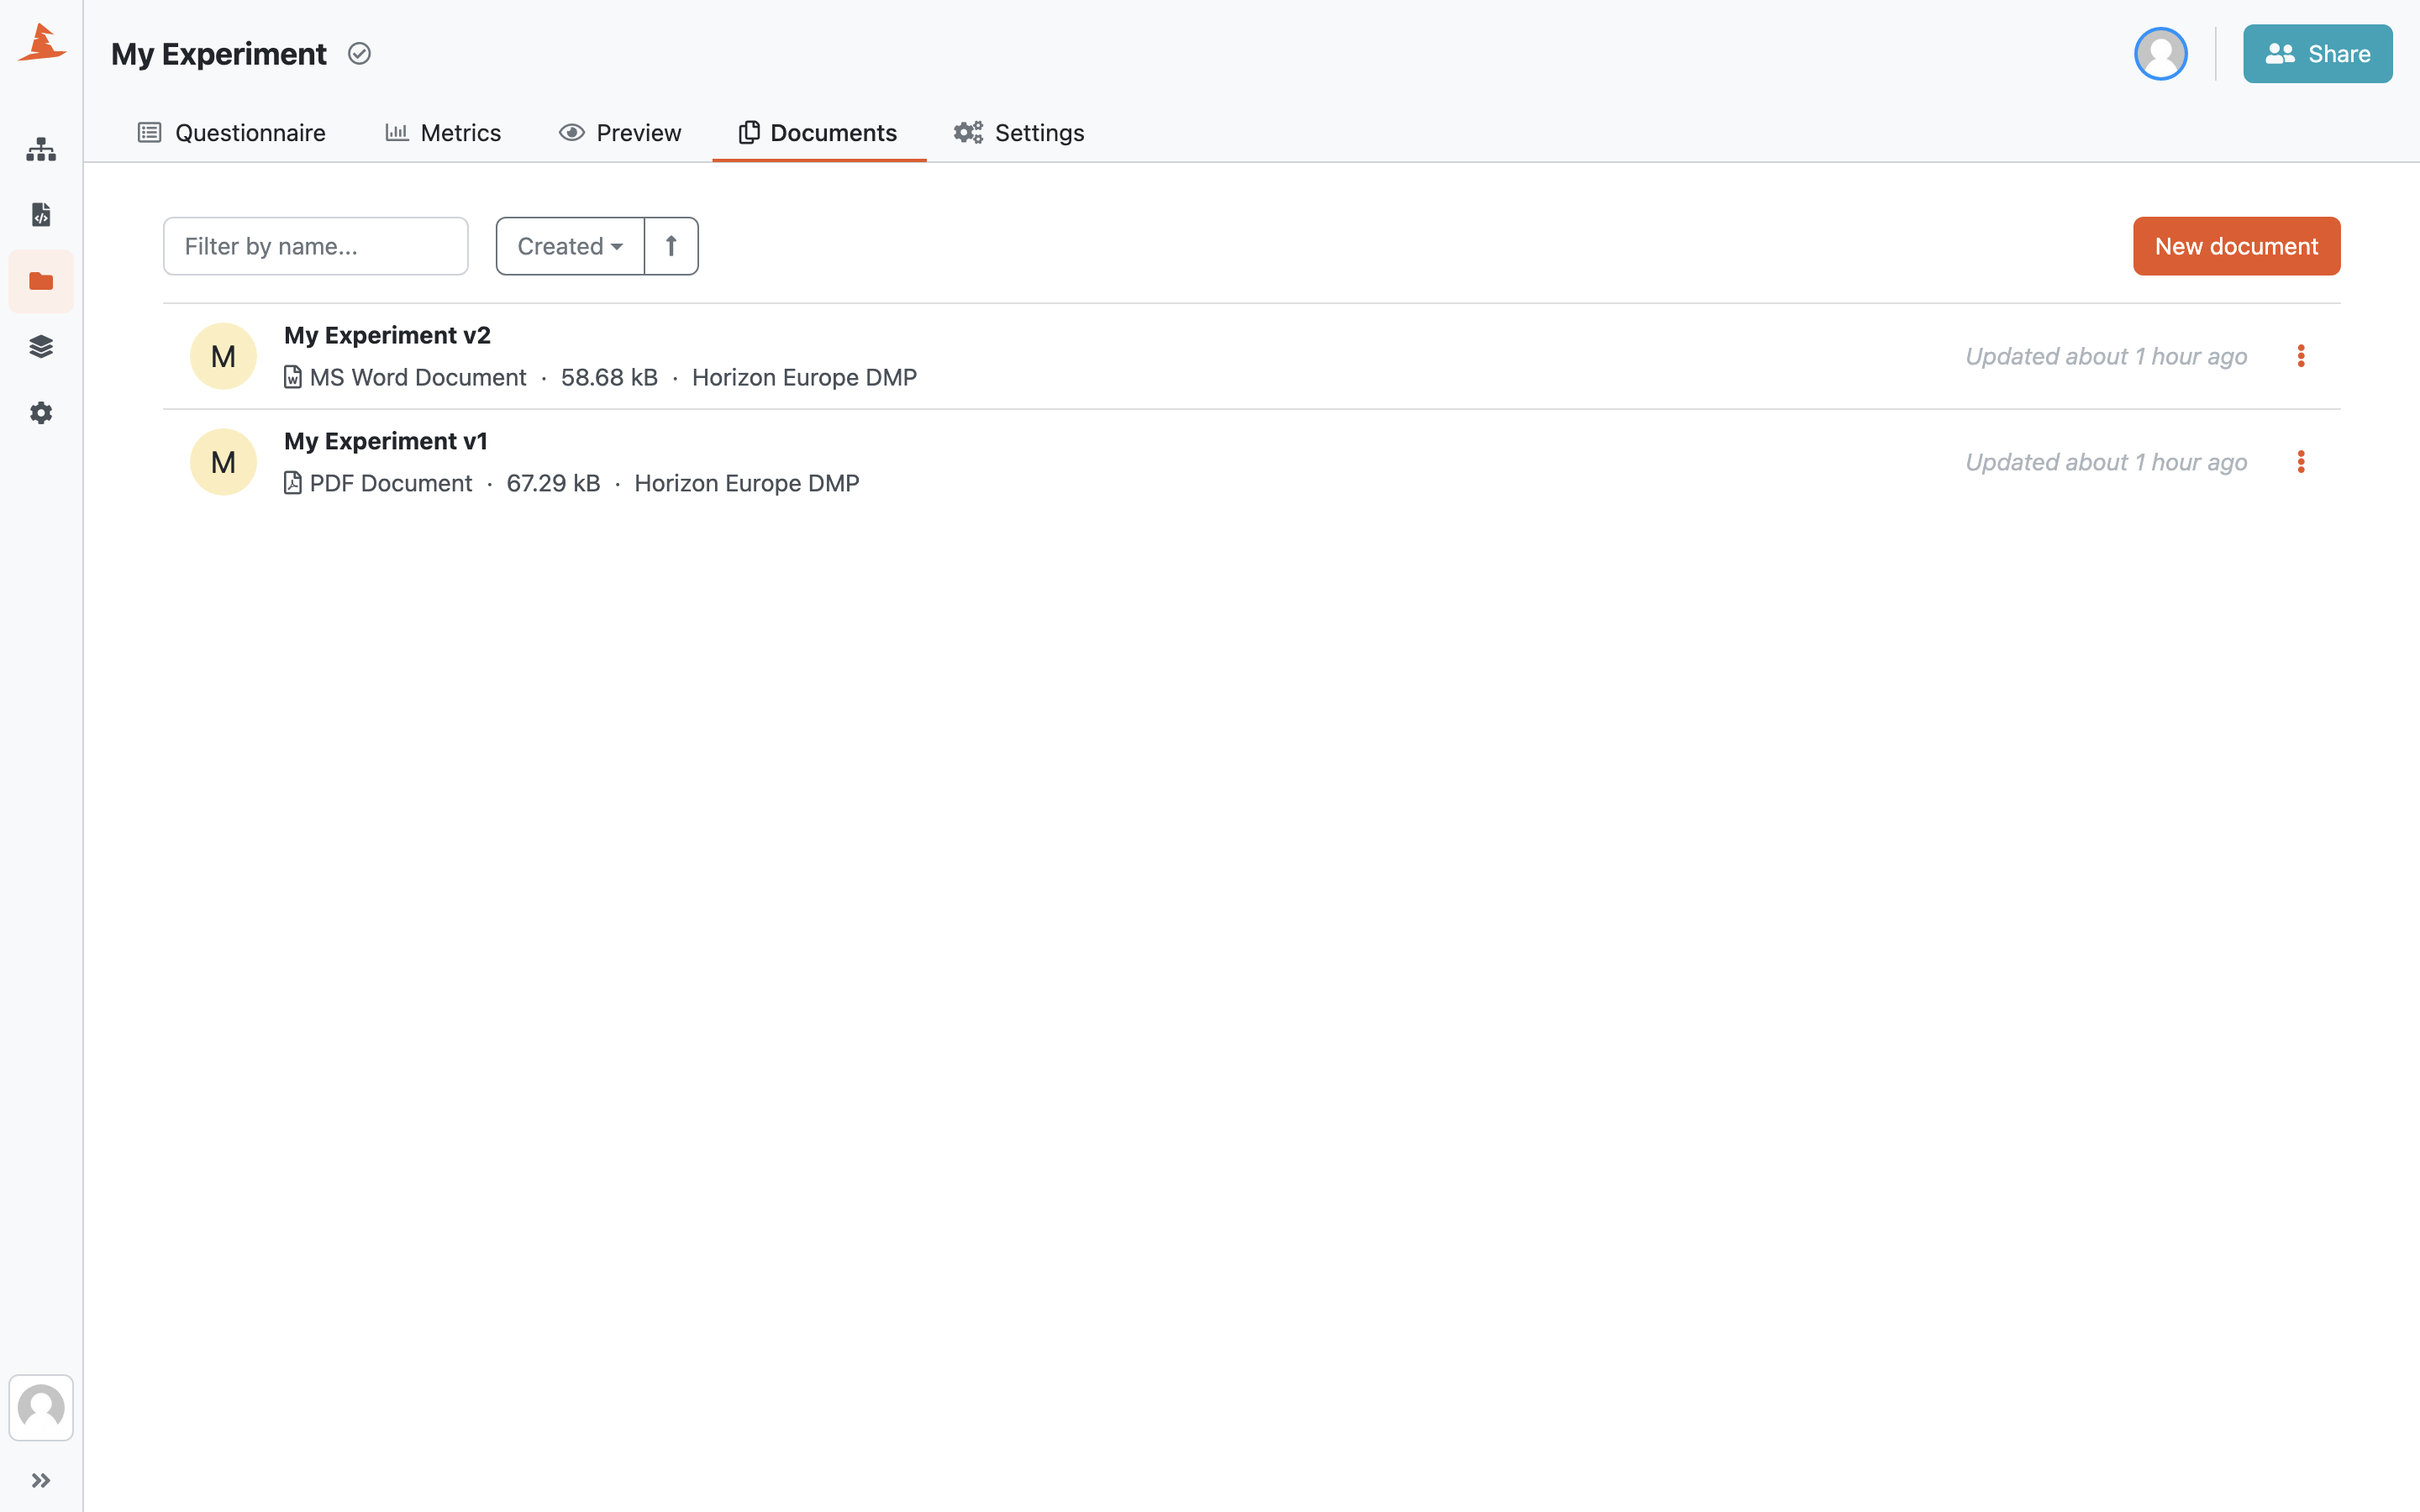 My Experiment
Share
Questionnaire Metrics Preview Documents Settings
Filter by name... Created New document
M
My Experiment v2
MS Word Document · 58.68 kB · Horizon Europe DMP
Updated about 1 hour ago
M
My Experiment v1
PDF Document · 67.29 kB · Horizon Europe DMP
Updated about 1 hour ago